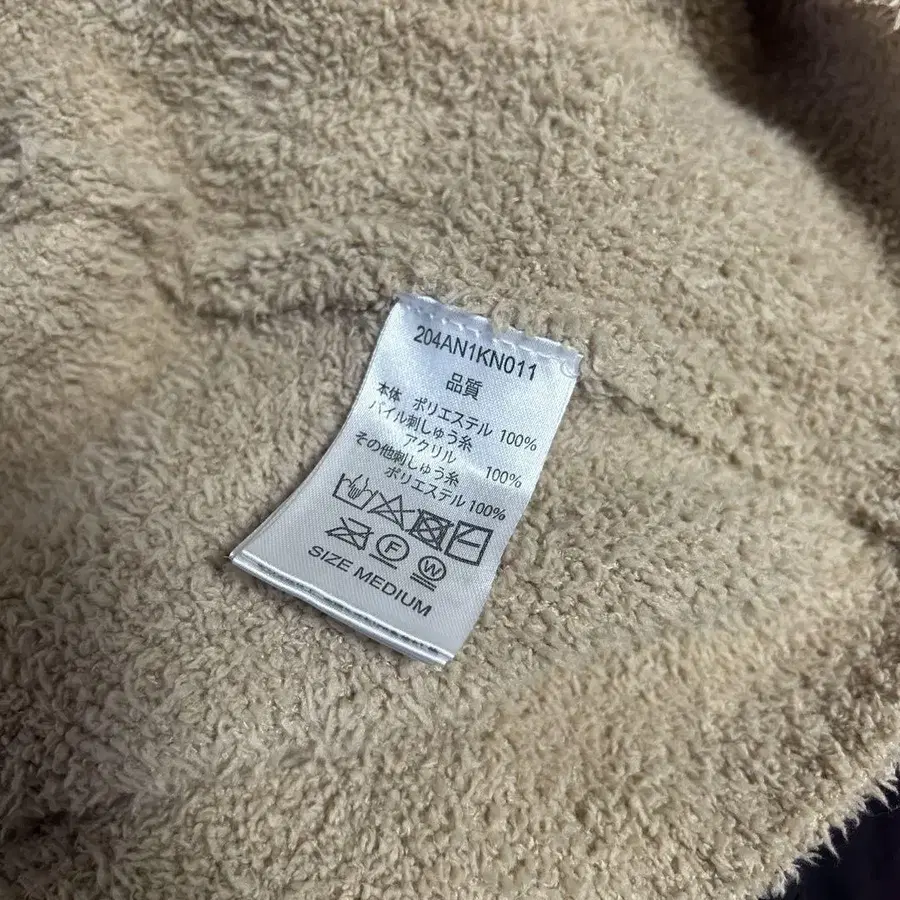 204AN1KN011
品質
本体 ポリエステル 100%
パイル刺しゅう糸
アクリル 100%
その他刺しゅう糸
ポリエステル 100%
F W
SIZE MEDIUM